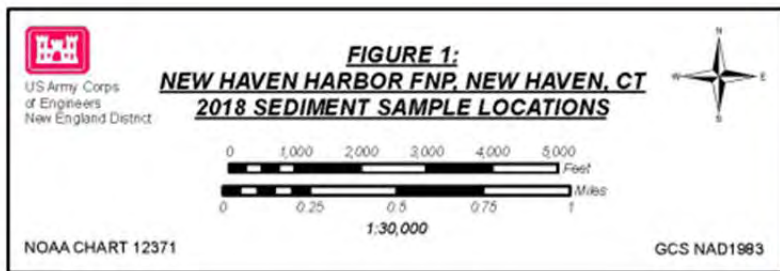 FIGURE 1:
NEW HAVEN HARBOR FNP, NEW HAVEN, CT
2018 SEDIMENT SAMPLE LOCATIONS
US Army Corps
of Engineers
New England District
N
W E
S
0 1,000 2,000 3,000 4,000 5,000
Feet
Miles
0 0.25 0.5 0.75 1
1:30,000
NOAA CHART 12371 GCS NAD1983